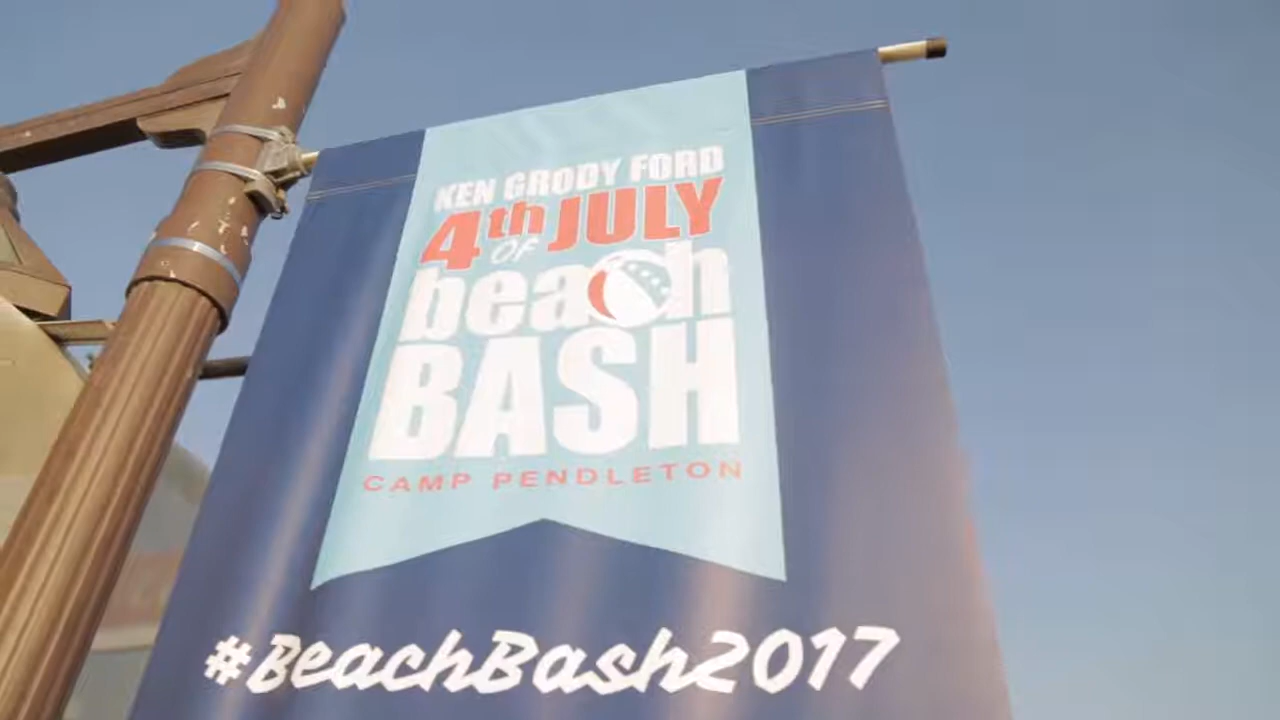 KEN GRODY FORD
4th OF JULY
beach
BASH
CAMP PENDLETON
#BeachBash2017